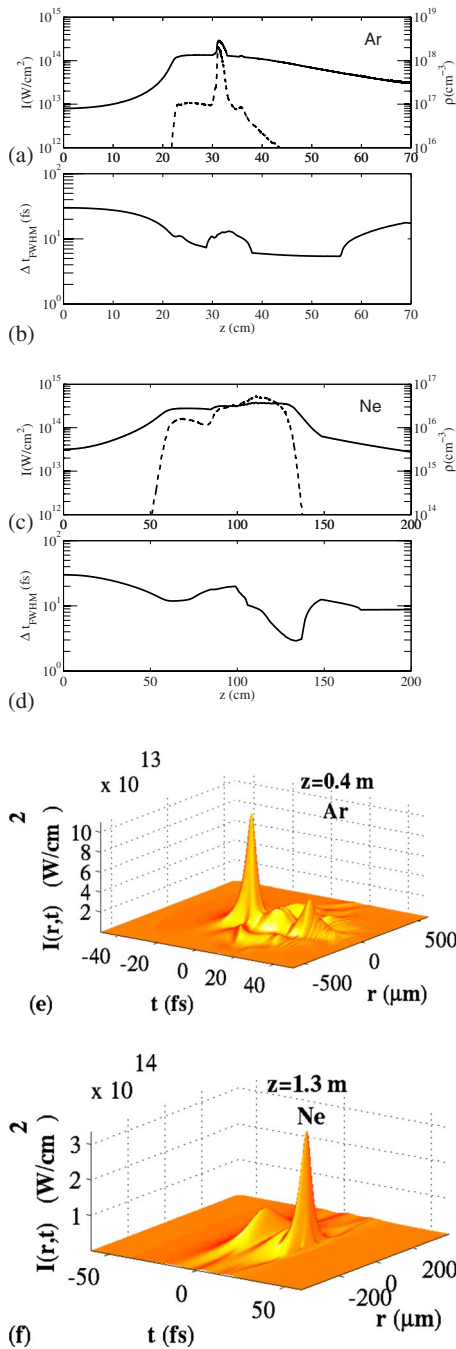 10^15 Ar 10^19
I(W/cm^2) 10^14 10^18 ρ(cm^-3)
10^13 10^17
10^12 10^16
0 10 20 30 40 50 60 70
(a)
10^2
Δ t_FWHM (fs) 10^1
10^0
0 10 20 30 40 50 60 70
z (cm)
(b)
10^15 Ne 10^17
I(W/cm^2) 10^14 10^16 ρ(cm^-3)
10^13 10^15
10^12 10^14
0 50 100 150 200
(c)
10^2
Δ t_FWHM (fs) 10^1
10^0
0 50 100 150 200
z (cm)
(d)
x 10^13
z=0.4 m
Ar
I(r,t) (W/cm^2)
10
8
6
4
2
-40 -20 0 20 40
t (fs)
-500 0 500
r (μm)
(e)
x 10^14
z=1.3 m
Ne
I(r,t) (W/cm^2)
3
2
1
-50 0 50
t (fs)
-200 0 200
r (μm)
(f)